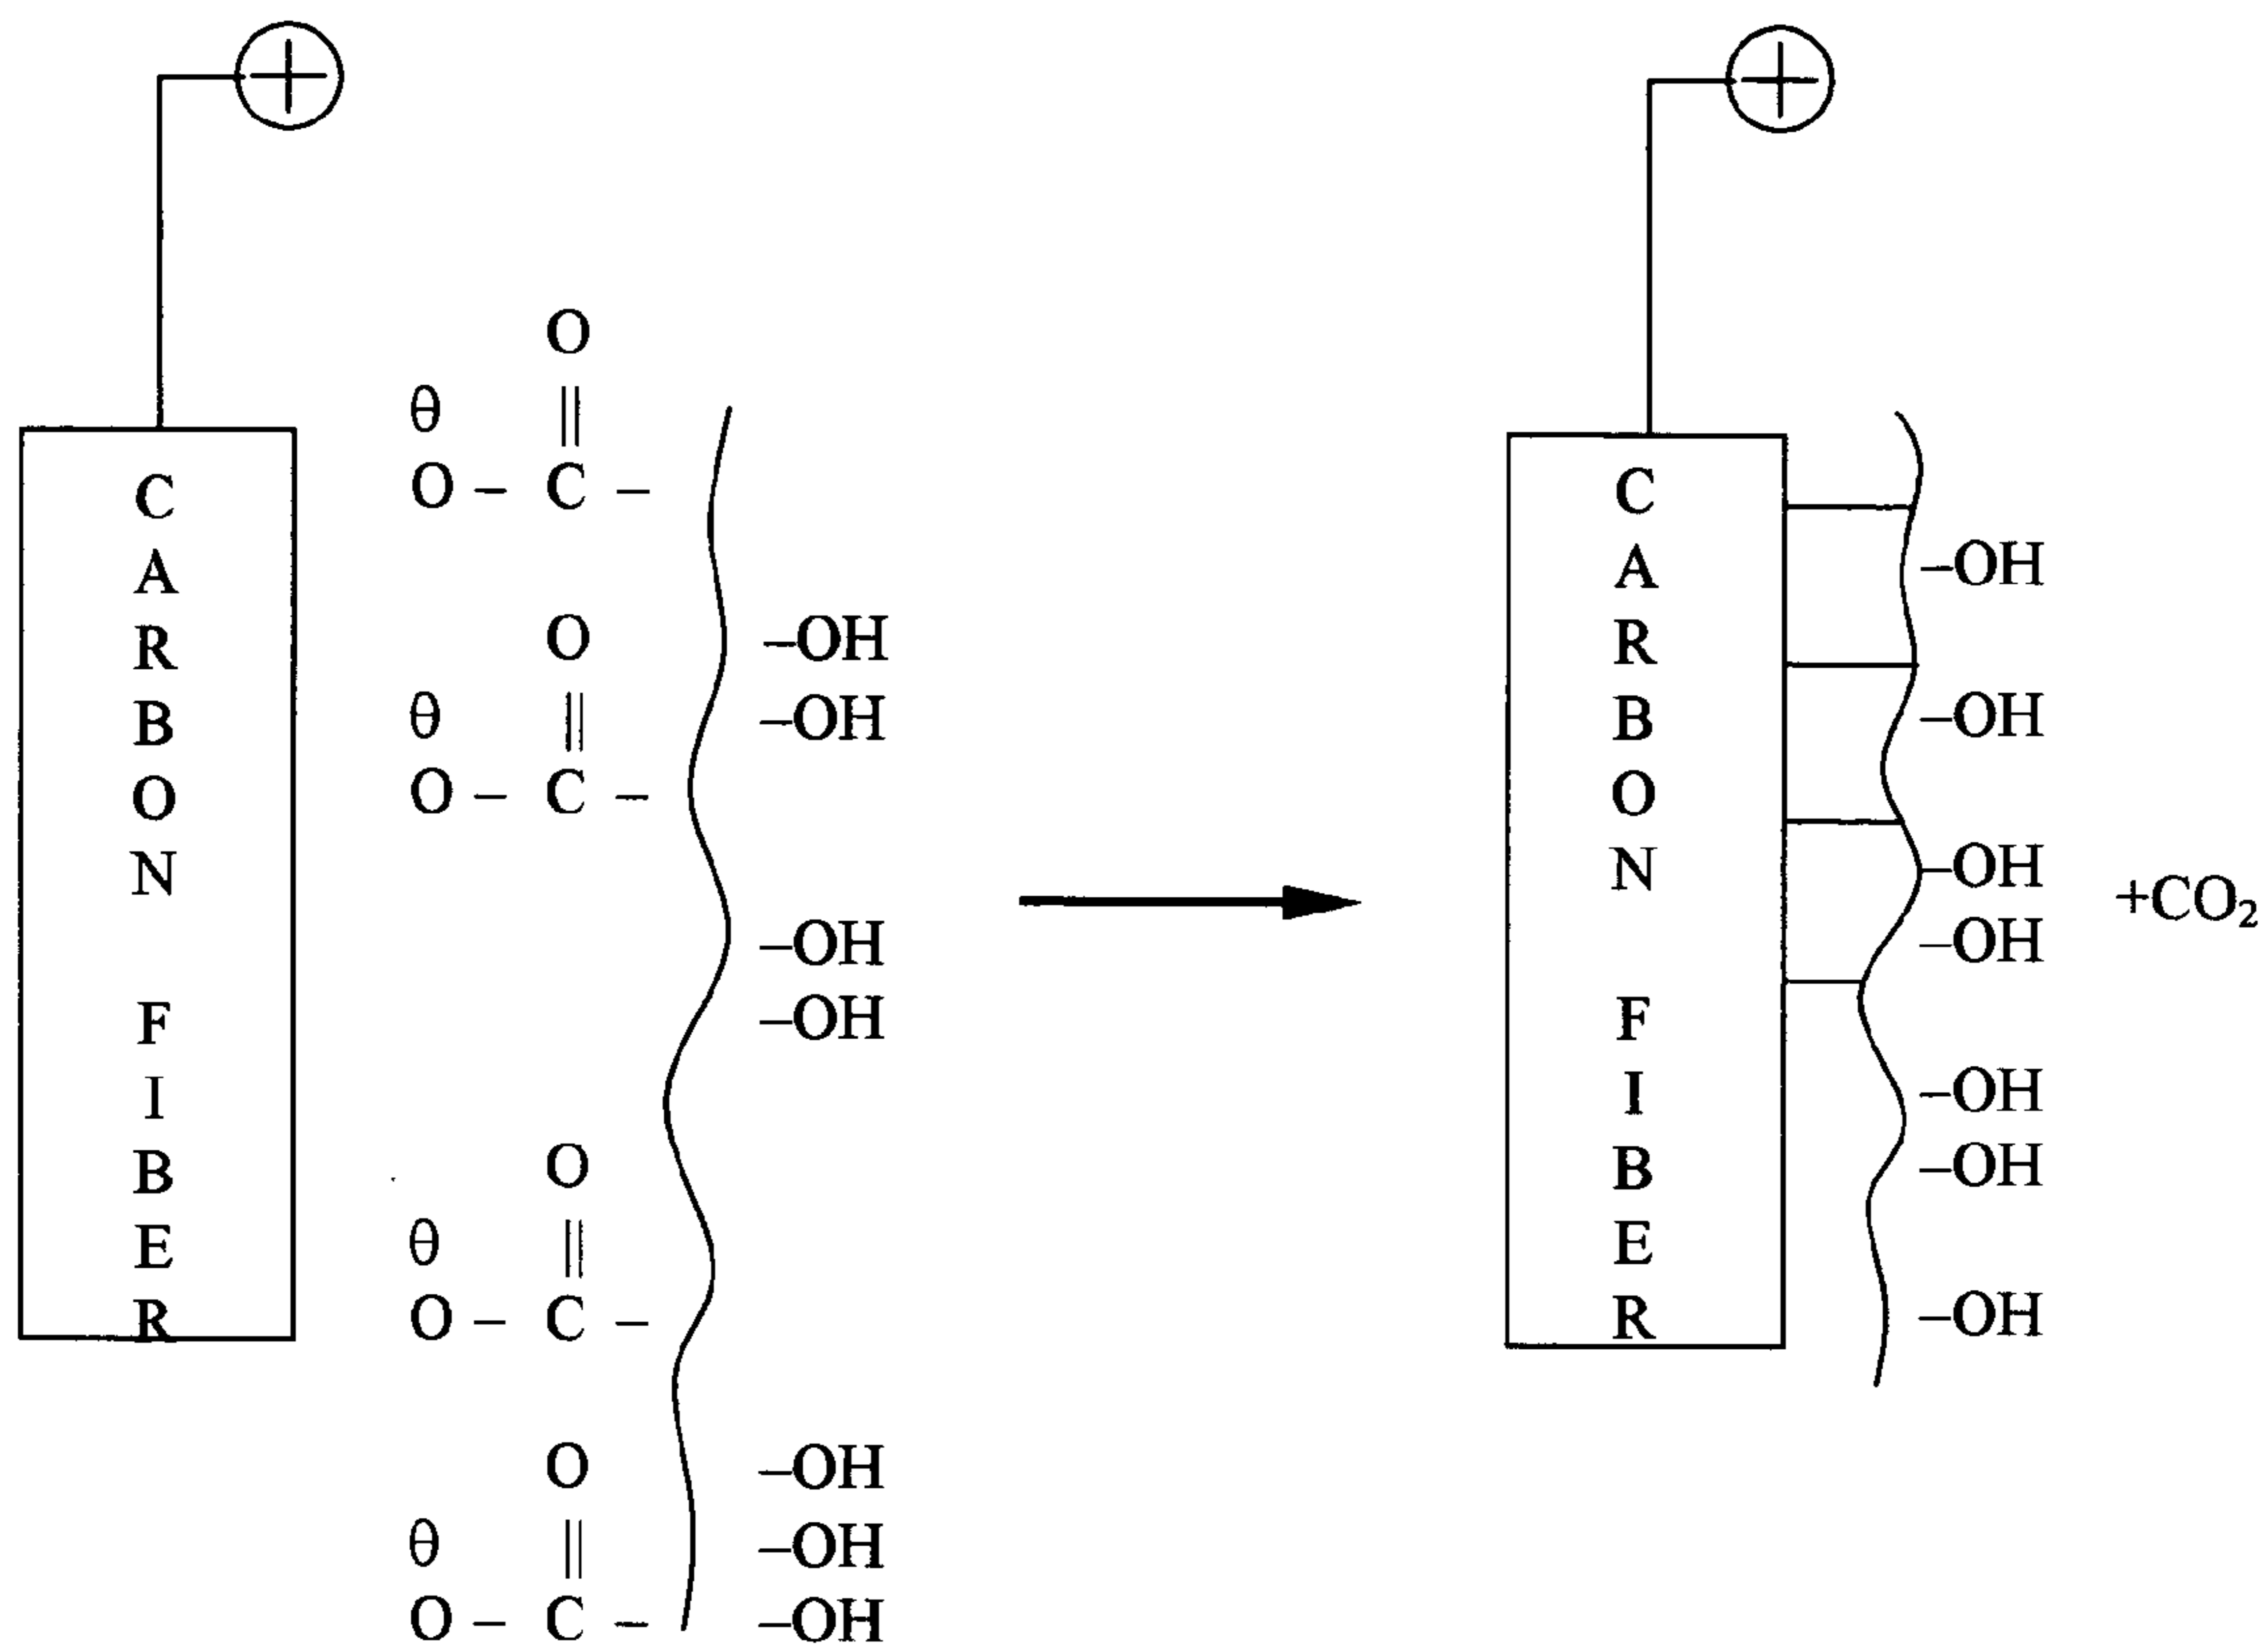 +
CARBON FIBER
O
θ
O – C –
O –OH
θ –OH
O – C –
–OH
–OH
O
θ
O – C –
O –OH
θ –OH
O – C – –OH
+
CARBON FIBER
–OH
–OH
–OH
–OH
–OH
–OH
–OH
+CO₂